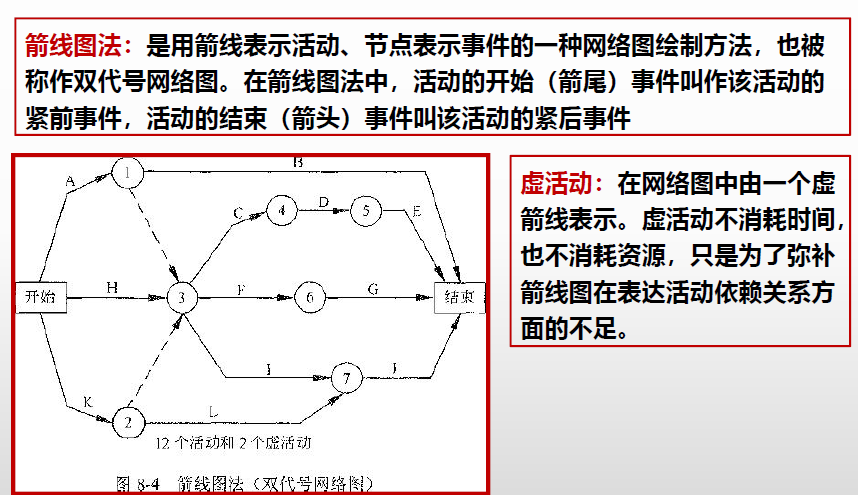 箭线图法：是用箭线表示活动、节点表示事件的一种网络图绘制方法，也被
称作双代号网络图。在箭线图法中，活动的开始（箭尾）事件叫作该活动的
紧前事件，活动的结束（箭头）事件叫该活动的紧后事件
虚活动：在网络图中由一个虚
箭线表示。虚活动不消耗时间，
也不消耗资源，只是为了弥补
箭线图在表达活动依赖关系方
面的不足。
B
1
A
C
4
D
5
E
开始
H
3
F
6
G
结束
I
7
J
K
2
L
12 个活动和 2 个虚活动
图 8-4 箭线图法（双代号网络图）